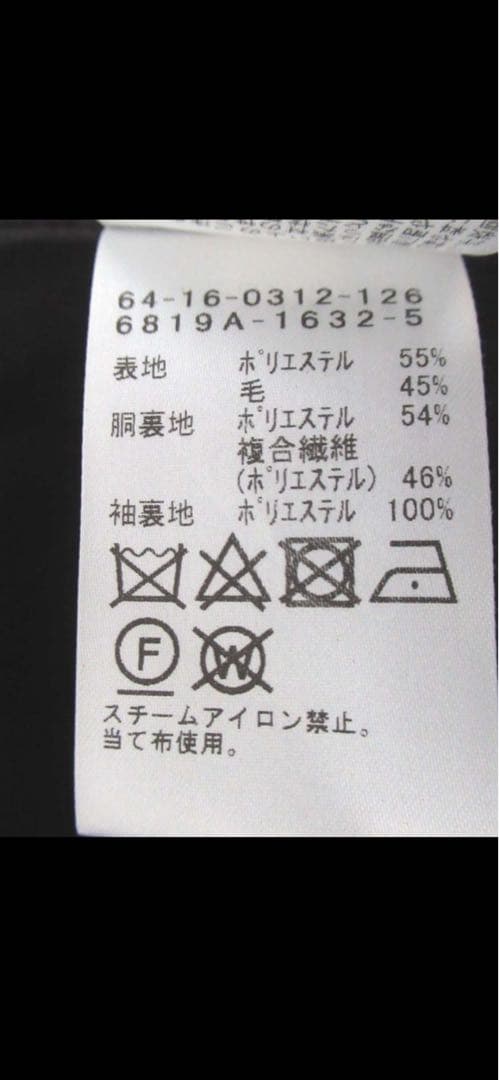 64-16-0312-126
6819A-1632-5
表地 ポリエステル 55%
毛 45%
胴裏地 ポリエステル 54%
複合繊維
(ポリエステル) 46%
袖裏地 ポリエステル 100%
F W
スチームアイロン禁止。
当て布使用。